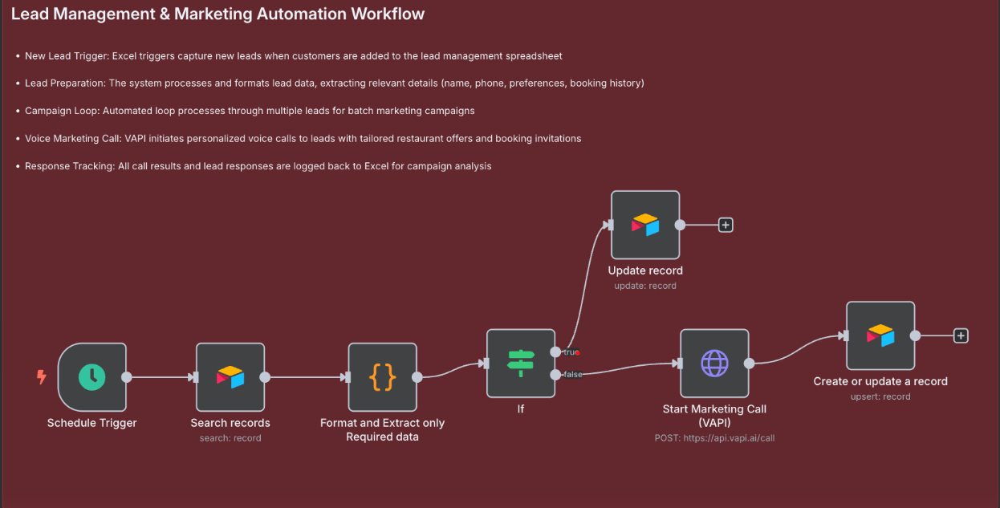 Lead Management & Marketing Automation Workflow
• New Lead Trigger: Excel triggers capture new leads when customers are added to the lead management spreadsheet
• Lead Preparation: The system processes and formats lead data, extracting relevant details (name, phone, preferences, booking history)
• Campaign Loop: Automated loop processes through multiple leads for batch marketing campaigns
• Voice Marketing Call: VAPI initiates personalized voice calls to leads with tailored restaurant offers and booking invitations
• Response Tracking: All call results and lead responses are logged back to Excel for campaign analysis
Update record
update: record
true
false
Schedule Trigger
Search records
search: record
{}
Format and Extract only
Required data
If
Start Marketing Call
(VAPI)
POST: https://api.vapi.ai/call
Create or update a record
upsert: record